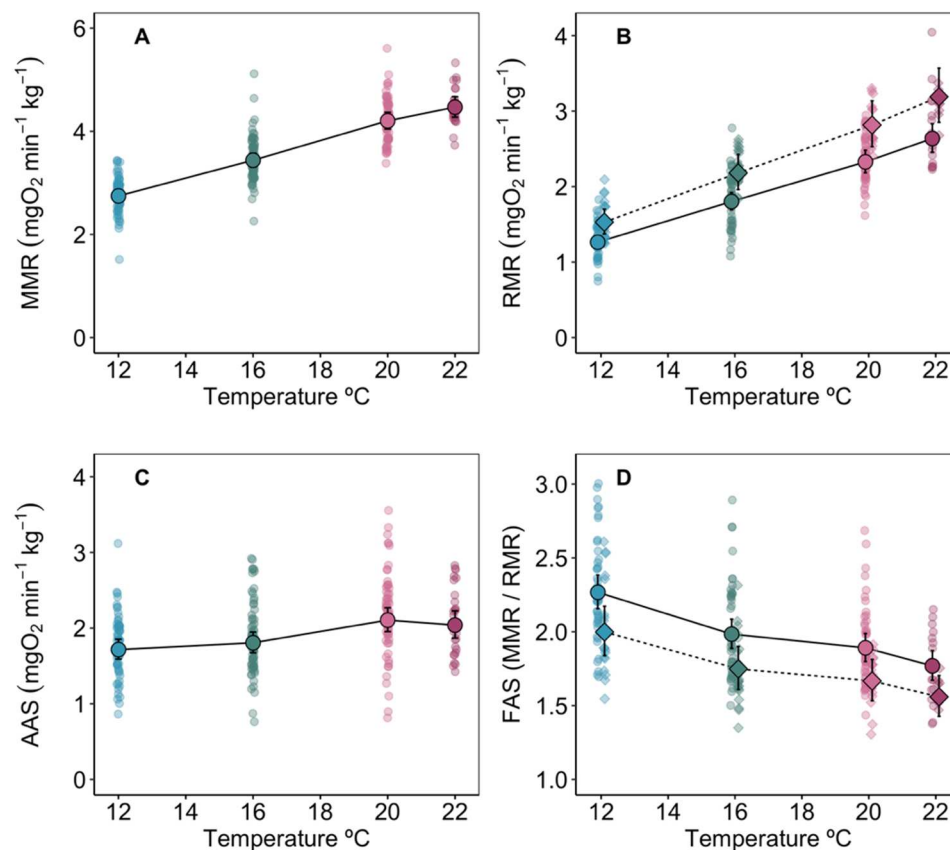 A
6
4
2
0
MMR (mgO₂ min⁻¹ kg⁻¹)
12 14 16 18 20 22
Temperature ºC
B
4
3
2
1
0
RMR (mgO₂ min⁻¹ kg⁻¹)
12 14 16 18 20 22
Temperature ºC
C
4
3
2
1
0
AAS (mgO₂ min⁻¹ kg⁻¹)
12 14 16 18 20 22
Temperature ºC
D
3.0
2.5
2.0
1.5
1.0
FAS (MMR / RMR)
12 14 16 18 20 22
Temperature ºC